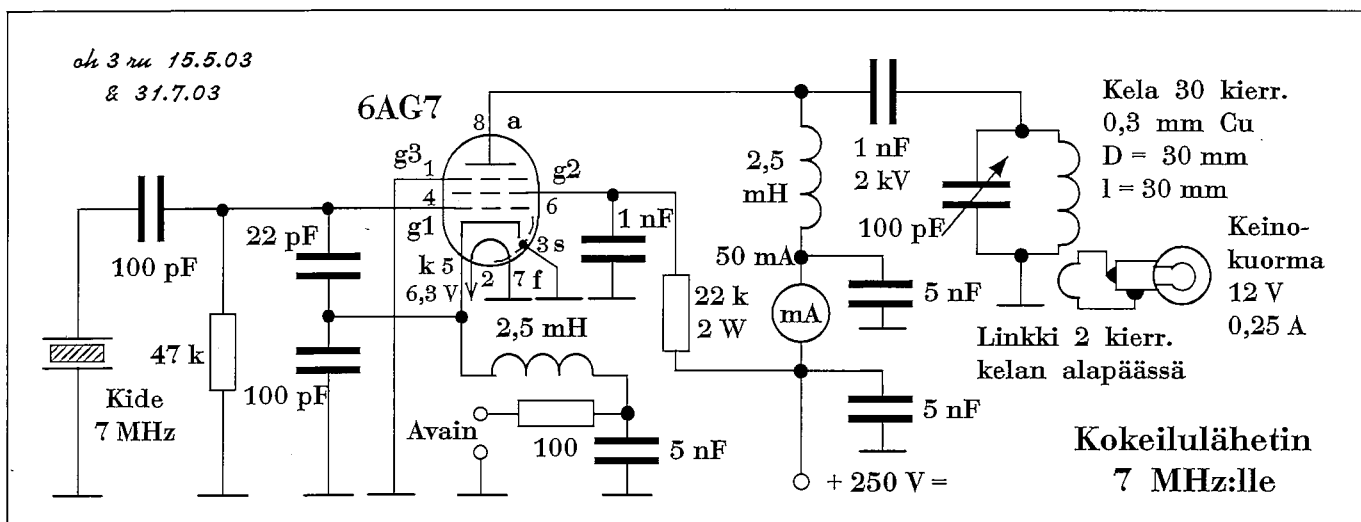 oh 3 ru 15.5.03
& 31.7.03
6AG7
8
a
g3
1
g2
4
6
g1
3 s
k 5
2
7 f
6,3 V
22 pF
100 pF
47 k
100 pF
Kide
7 MHz
2,5 mH
Avain
100
5 nF
1 nF
22 k
2 W
2,5
mH
50 mA
mA
5 nF
5 nF
+ 250 V =
1 nF
2 kV
100 pF
Kela 30 kierr.
0,3 mm Cu
D = 30 mm
l = 30 mm
Keino-
kuorma
12 V
0,25 A
Linkki 2 kierr.
kelan alapäässä
Kokeilulähetin
7 MHz:lle